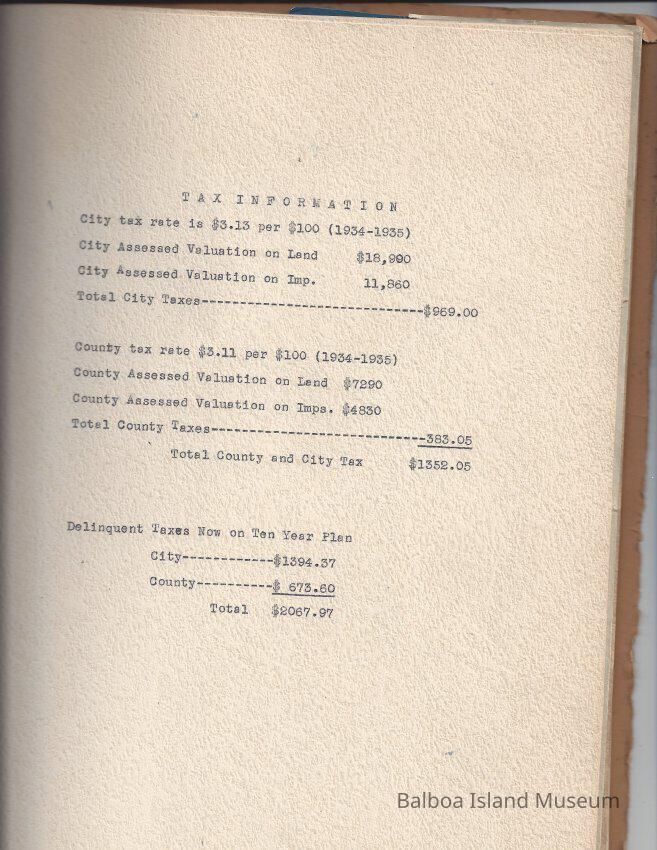 TAX INFORMATION
City tax rate is $3.13 per $100 (1934-1935)
City Assessed Valuation on Land $18,900
City Assessed Valuation on Imp. 11,860
Total City Taxes-----------------------------$969.00
County tax rate $3.11 per $100 (1934-1935)
County Assessed Valuation on Land $7290
County Assessed Valuation on Imps. $4830
Total County Taxes----------------------------383.05
Total County and City Tax $1352.05
Delinquent Taxes Now on Ten Year Plan
City------------$1394.37
County----------$ 673.60
Total $2067.97
Balboa Island Museum